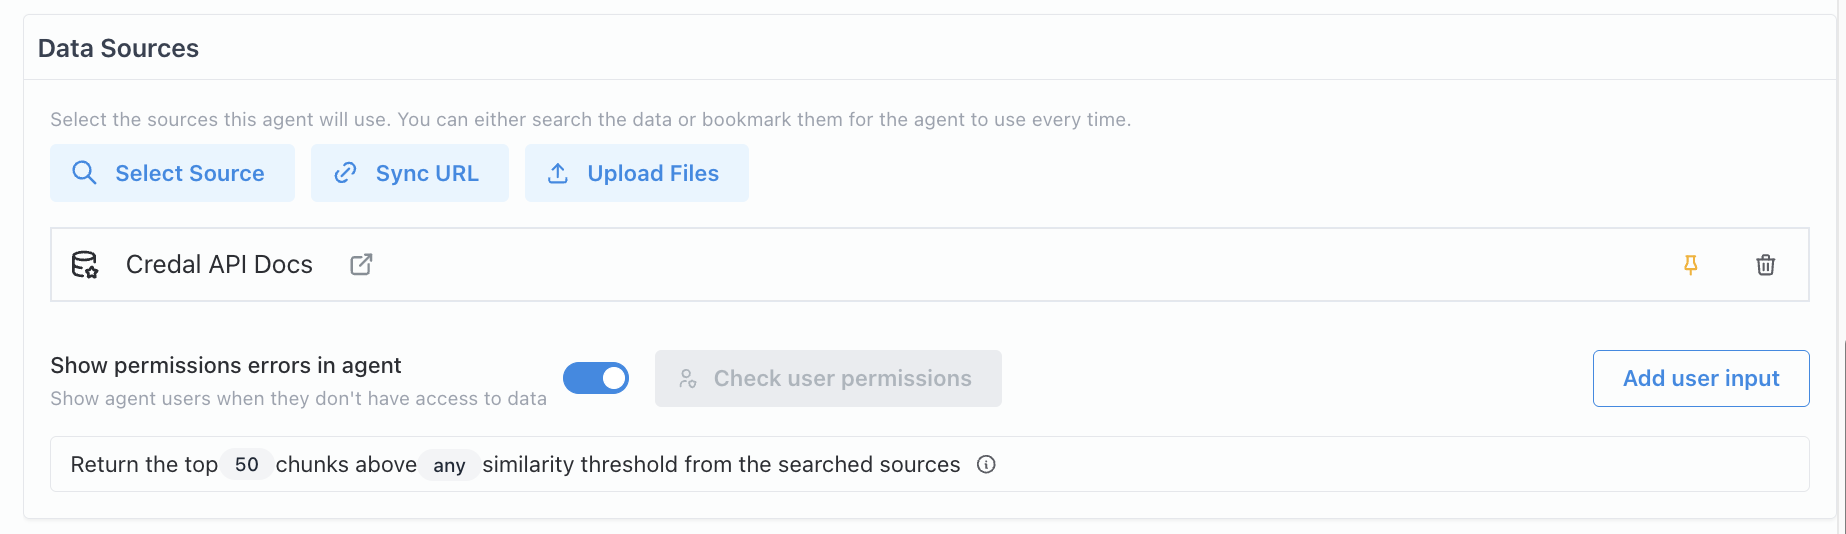 Data Sources
Select the sources this agent will use. You can either search the data or bookmark them for the agent to use every time.
Select Source
Sync URL
Upload Files
Credal API Docs
Show permissions errors in agent
Show agent users when they don't have access to data
Check user permissions
Add user input
Return the top 50 chunks above any similarity threshold from the searched sources